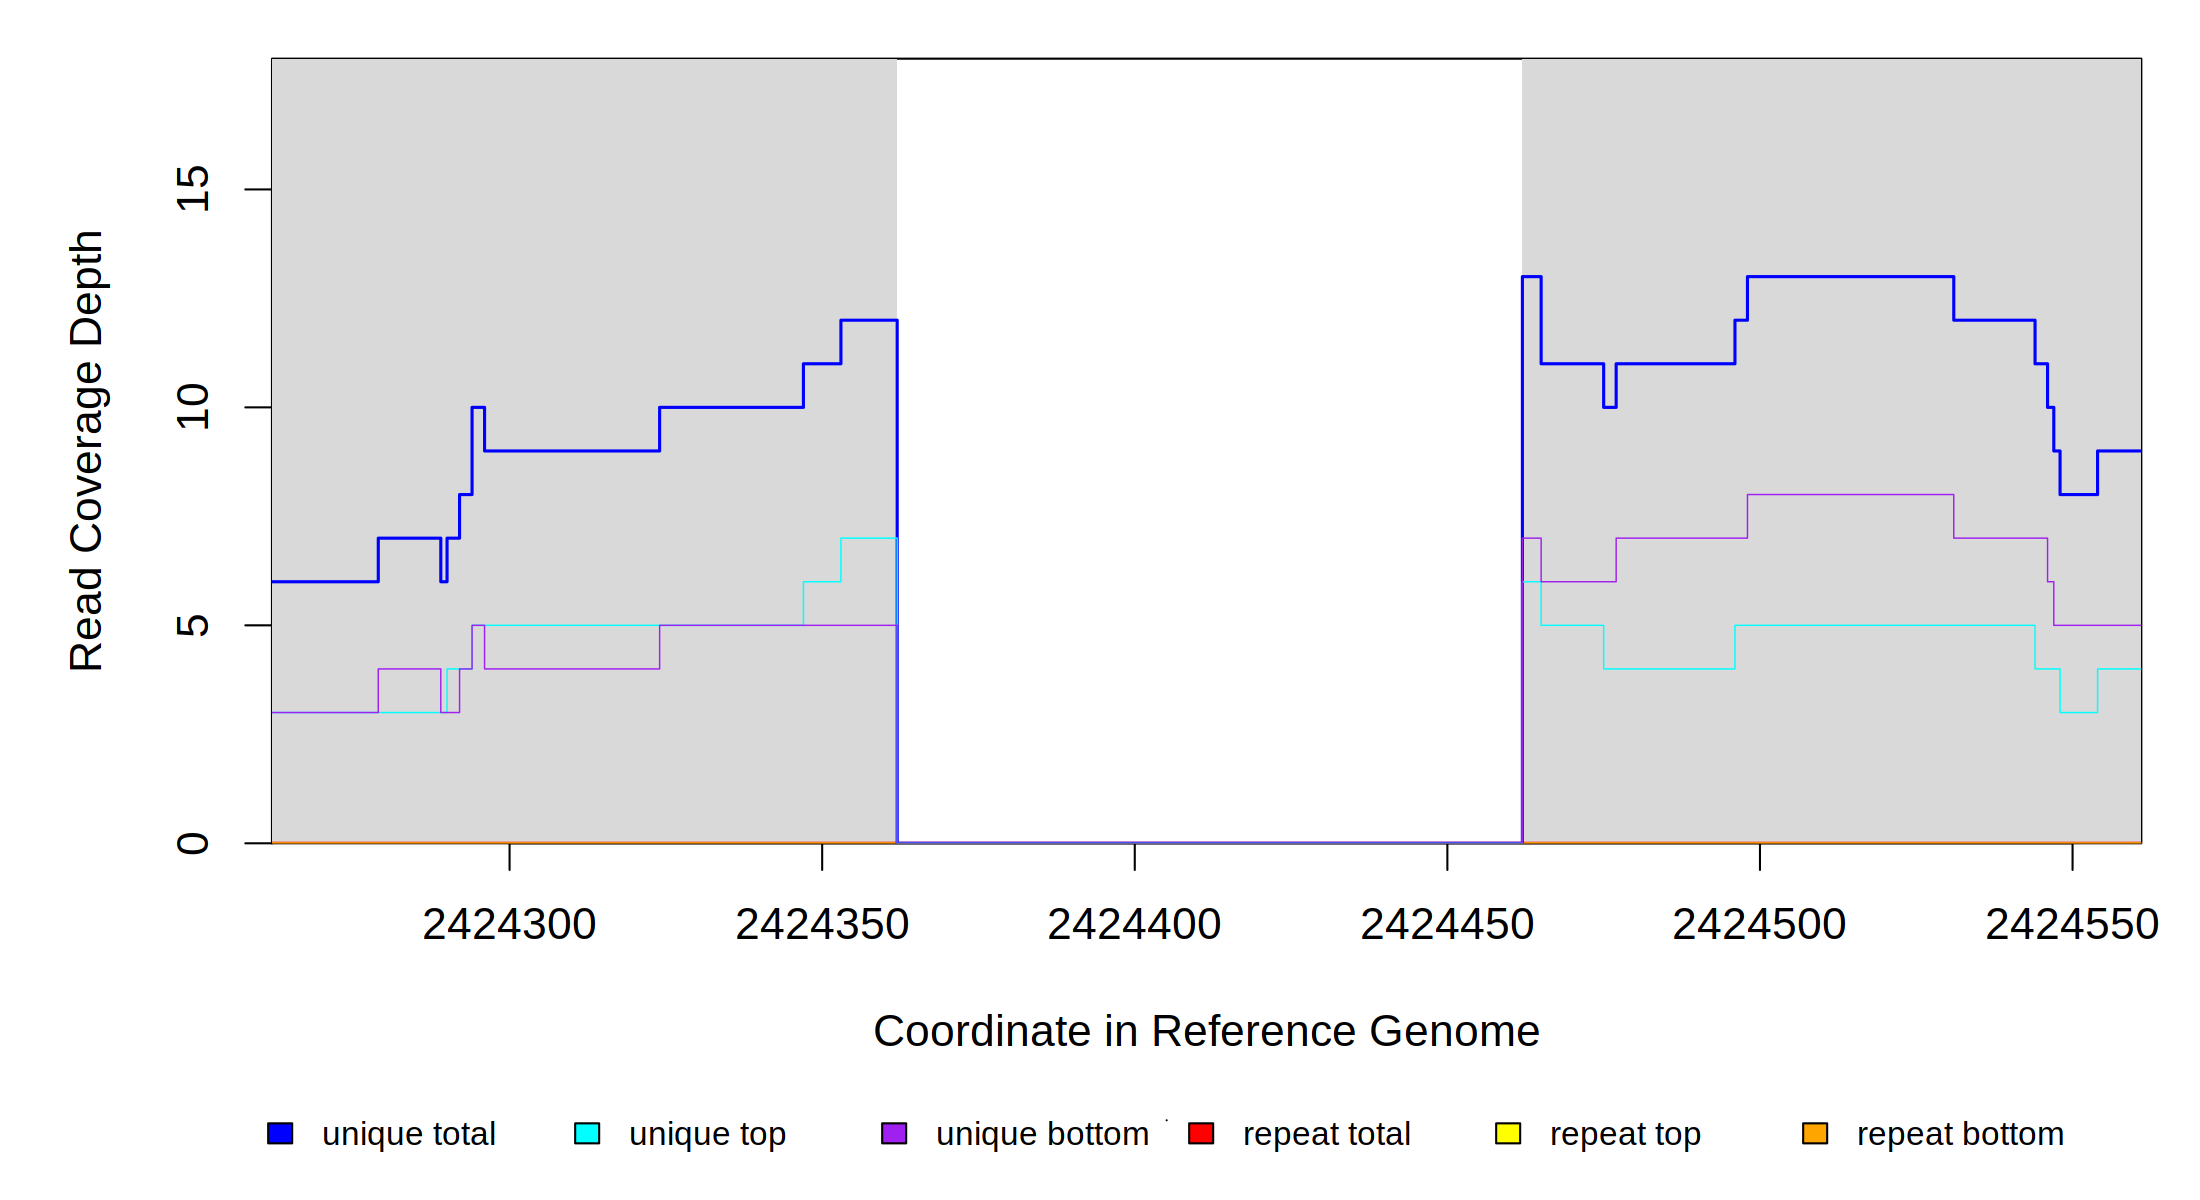 Read Coverage Depth
15
10
5
0
2424300 2424350 2424400 2424450 2424500 2424550
Coordinate in Reference Genome
unique total unique top unique bottom repeat total repeat top repeat bottom